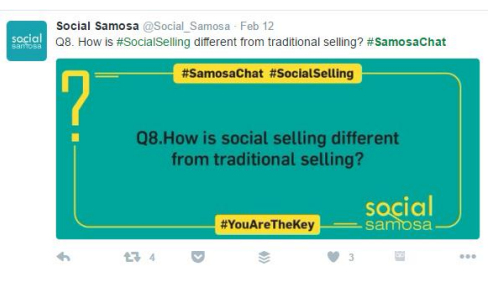 social
samosa
Social Samosa @Social_Samosa · Feb 12
Q8. How is #SocialSelling different from traditional selling? #SamosaChat
#SamosaChat #SocialSelling
?
Q8.How is social selling different
from traditional selling?
social
samosa
#YouAreTheKey
4
3